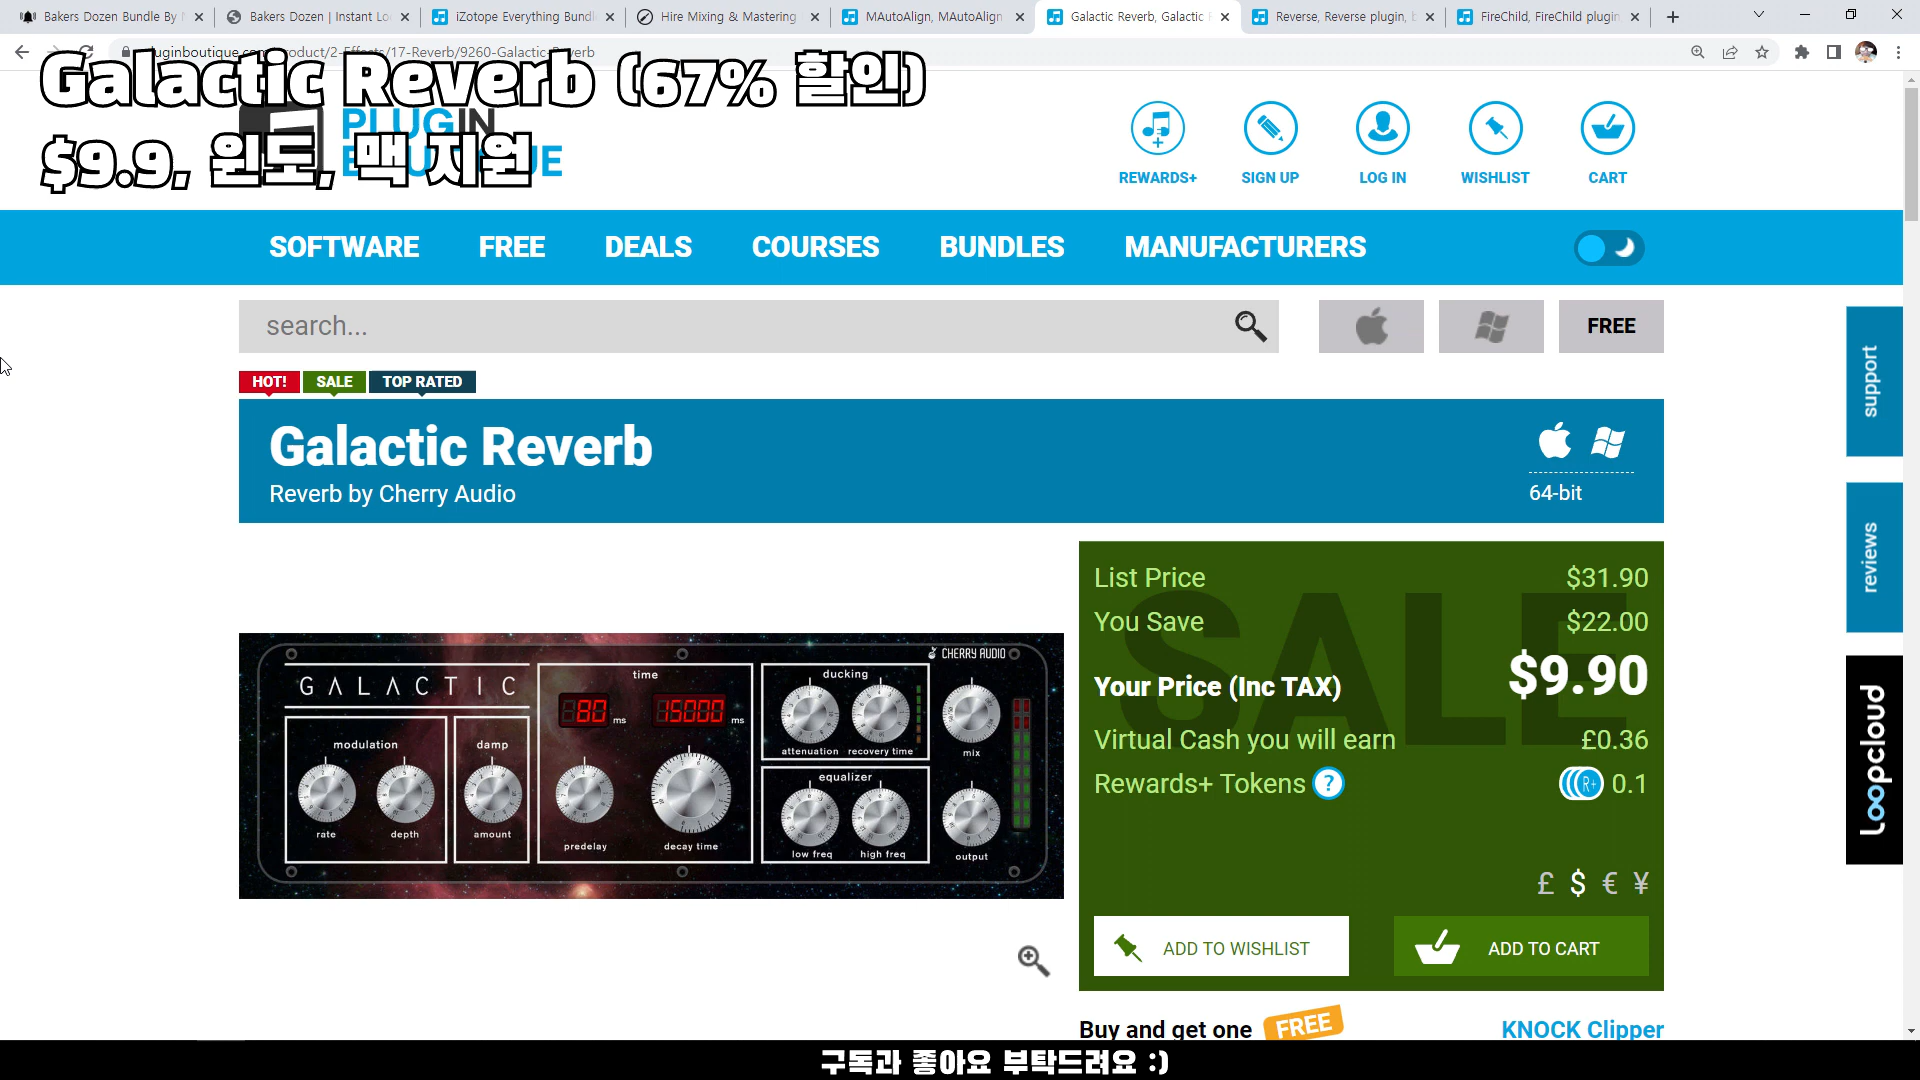 Bakers Dozen Bundle By
Bakers Dozen | Instant Lo
iZotope Everything Bundl
Hire Mixing & Mastering
MAutoAlign, MAutoAlign
Galactic Reverb, Galactic
Reverse, Reverse plugin, b
FireChild, FireChild plugin
Galactic Reverb (67% 할인)
$9.9, 윈도, 맥 지원
REWARDS+
SIGN UP
LOG IN
WISHLIST
CART
SOFTWARE
FREE
DEALS
COURSES
BUNDLES
MANUFACTURERS
search...
FREE
HOT!
SALE
TOP RATED
Galactic Reverb
Reverb by Cherry Audio
64-bit
support
reviews
loopcloud
CHERRY AUDIO
GALACTIC
time
80 ms
15000 ms
modulation
rate
depth
damp
amount
predelay
decay time
ducking
attenuation
recovery time
equalizer
low freq
high freq
mix
output
SALE
List Price $31.90
You Save $22.00
Your Price (Inc TAX) $9.90
Virtual Cash you will earn £0.36
Rewards+ Tokens ? R+ 0.1
£ $ € ¥
ADD TO WISHLIST
ADD TO CART
Buy and get one FREE KNOCK Clipper
구독과 좋아요 부탁드려요 :)